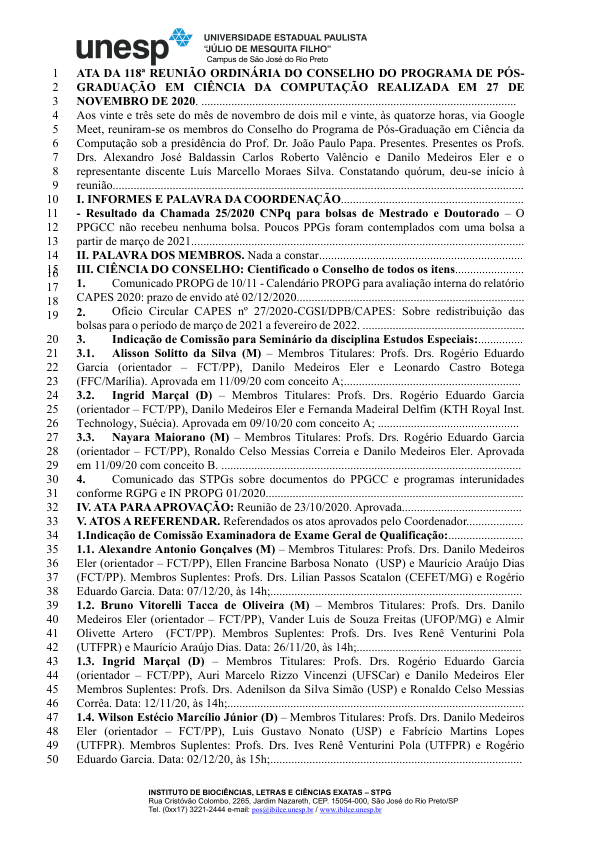 unesp
UNIVERSIDADE ESTADUAL PAULISTA
“JÚLIO DE MESQUITA FILHO”
Campus de São José do Rio Preto
1 ATA DA 118ª REUNIÃO ORDINÁRIA DO CONSELHO DO PROGRAMA DE PÓS-
2 GRADUAÇÃO EM CIÊNCIA DA COMPUTAÇÃO REALIZADA EM 27 DE
3 NOVEMBRO DE 2020. ....................................................................................................
4 Aos vinte e três sete do mês de novembro de dois mil e vinte, às quatorze horas, via Google
5 Meet, reuniram-se os membros do Conselho do Programa de Pós-Graduação em Ciência da
6 Computação sob a presidência do Prof. Dr. João Paulo Papa. Presentes. Presentes os Profs.
7 Drs. Alexandro José Baldassin Carlos Roberto Valêncio e Danilo Medeiros Eler e o
8 representante discente Luís Marcello Moraes Silva. Constatando quórum, deu-se início à
9 reunião....................................................................................................
10 I. INFORMES E PALAVRA DA COORDENAÇÃO....................................................
11 - Resultado da Chamada 25/2020 CNPq para bolsas de Mestrado e Doutorado – O
12 PPGCC não recebeu nenhuma bolsa. Poucos PPGs foram contemplados com uma bolsa a
13 partir de março de 2021....................................................................................................
14 II. PALAVRA DOS MEMBROS. Nada a constar..................................................
15 III. CIÊNCIA DO CONSELHO: Cientificado o Conselho de todos os itens.....................
16
17 1. Comunicado PROPG de 10/11 - Calendário PROPG para avaliação interna do relatório
18 CAPES 2020: prazo de envido até 02/12/2020.........................................................
19 2. Ofício Circular CAPES nº 27/2020-CGSI/DPB/CAPES: Sobre redistribuição das
bolsas para o período de março de 2021 a fevereiro de 2022. ................................................
20 3. Indicação de Comissão para Seminário da disciplina Estudos Especiais:..............
21 3.1. Alisson Solitto da Silva (M) – Membros Titulares: Profs. Drs. Rogério Eduardo
22 Garcia (orientador – FCT/PP), Danilo Medeiros Eler e Leonardo Castro Botega
23 (FFC/Marília). Aprovada em 11/09/20 com conceito A;....................................................
24 3.2. Ingrid Marçal (D) – Membros Titulares: Profs. Drs. Rogério Eduardo Garcia
25 (orientador – FCT/PP), Danilo Medeiros Eler e Fernanda Madeiral Delfim (KTH Royal Inst.
26 Technology, Suécia). Aprovada em 09/10/20 com conceito A; ..........................................
27 3.3. Nayara Maiorano (M) – Membros Titulares: Profs. Drs. Rogério Eduardo Garcia
28 (orientador – FCT/PP), Ronaldo Celso Messias Correia e Danilo Medeiros Eler. Aprovada
29 em 11/09/20 com conceito B. ....................................................................................
30 4. Comunicado das STPGs sobre documentos do PPGCC e programas interunidades
31 conforme RGPG e IN PROPG 01/2020....................................................................
32 IV. ATA PARA APROVAÇÃO: Reunião de 23/10/2020. Aprovada..............................
33 V. ATOS A REFERENDAR. Referendados os atos aprovados pelo Coordenador.................
34 1.Indicação de Comissão Examinadora de Exame Geral de Qualificação:......................
35 1.1. Alexandre Antonio Gonçalves (M) – Membros Titulares: Profs. Drs. Danilo Medeiros
36 Eler (orientador – FCT/PP), Ellen Francine Barbosa Nonato (USP) e Maurício Araújo Dias
37 (FCT/PP). Membros Suplentes: Profs. Drs. Lilian Passos Scatalon (CEFET/MG) e Rogério
38 Eduardo Garcia. Data: 07/12/20, às 14h;............................................................
39 1.2. Bruno Vitorelli Tacca de Oliveira (M) – Membros Titulares: Profs. Drs. Danilo
40 Medeiros Eler (orientador – FCT/PP), Vander Luis de Souza Freitas (UFOP/MG) e Almir
41 Olivette Artero (FCT/PP). Membros Suplentes: Profs. Drs. Ives Renê Venturini Pola
42 (UTFPR) e Maurício Araújo Dias. Data: 26/11/20, às 14h;................................................
43 1.3. Ingrid Marçal (D) – Membros Titulares: Profs. Drs. Rogério Eduardo Garcia
44 (orientador – FCT/PP), Auri Marcelo Rizzo Vincenzi (UFSCar) e Danilo Medeiros Eler
45 Membros Suplentes: Profs. Drs. Adenilson da Silva Simão (USP) e Ronaldo Celso Messias
46 Corrêa. Data: 12/11/20, às 14h;..............................................................................
47 1.4. Wilson Estécio Marcílio Júnior (D) – Membros Titulares: Profs. Drs. Danilo Medeiros
48 Eler (orientador – FCT/PP), Luis Gustavo Nonato (USP) e Fabrício Martins Lopes
49 (UTFPR). Membros Suplentes: Profs. Drs. Ives Renê Venturini Pola (UTFPR) e Rogério
50 Eduardo Garcia. Data: 02/12/20, às 15h;..................................................................
INSTITUTO DE BIOCIÊNCIAS, LETRAS E CIÊNCIAS EXATAS – STPG
Rua Cristóvão Colombo, 2265, Jardim Nazareth, CEP. 15054-000, São José do Rio Preto/SP
Tel. (0xx17) 3221-2444 e-mail: pos@ibilce.unesp.br / www.ibilce.unesp.br